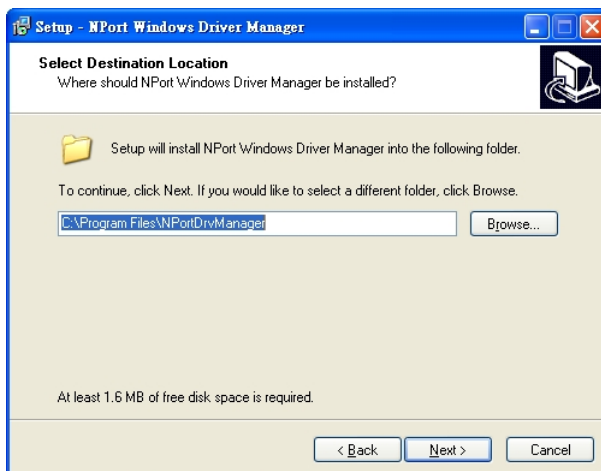 Setup - NPort Windows Driver Manager
Select Destination Location
Where should NPort Windows Driver Manager be installed?
Setup will install NPort Windows Driver Manager into the following folder.
To continue, click Next. If you would like to select a different folder, click Browse.
C:\Program Files\NPortDrvManager
Browse...
At least 1.6 MB of free disk space is required.
< Back
Next >
Cancel